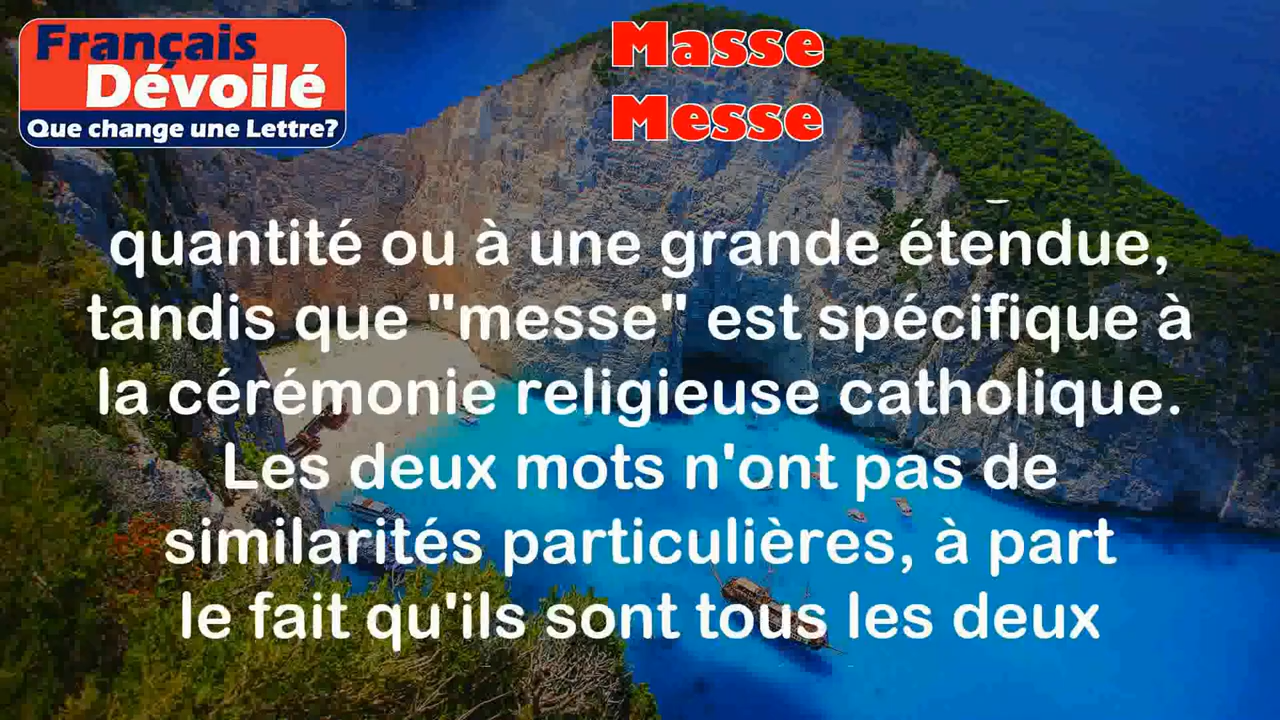 Français
Dévoilé
Que change une Lettre?
Masse
Messe
quantité ou à une grande étendue,
tandis que "messe" est spécifique à
la cérémonie religieuse catholique.
Les deux mots n'ont pas de
similarités particulières, à part
le fait qu'ils sont tous les deux